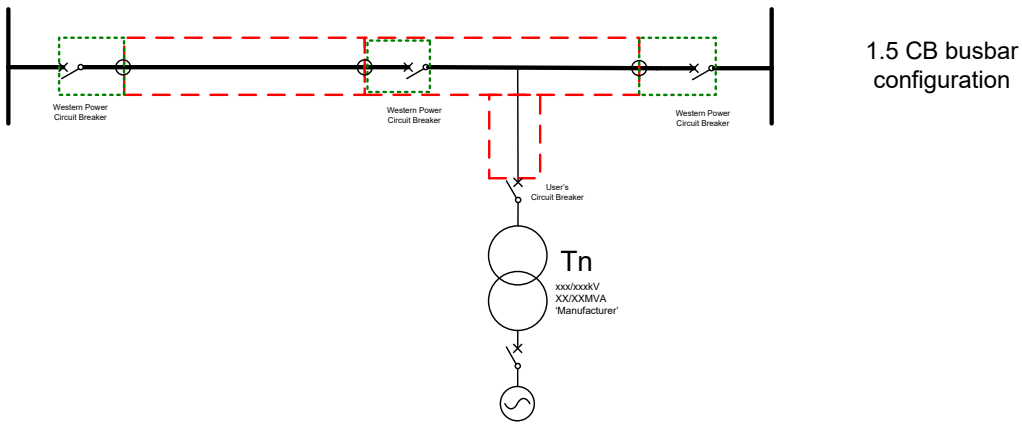 1.5 CB busbar
configuration
Western Power
Circuit Breaker
Western Power
Circuit Breaker
Western Power
Circuit Breaker
User's
Circuit Breaker
Tn
xxx/xxxkV
XX/XXMVA
'Manufacturer'